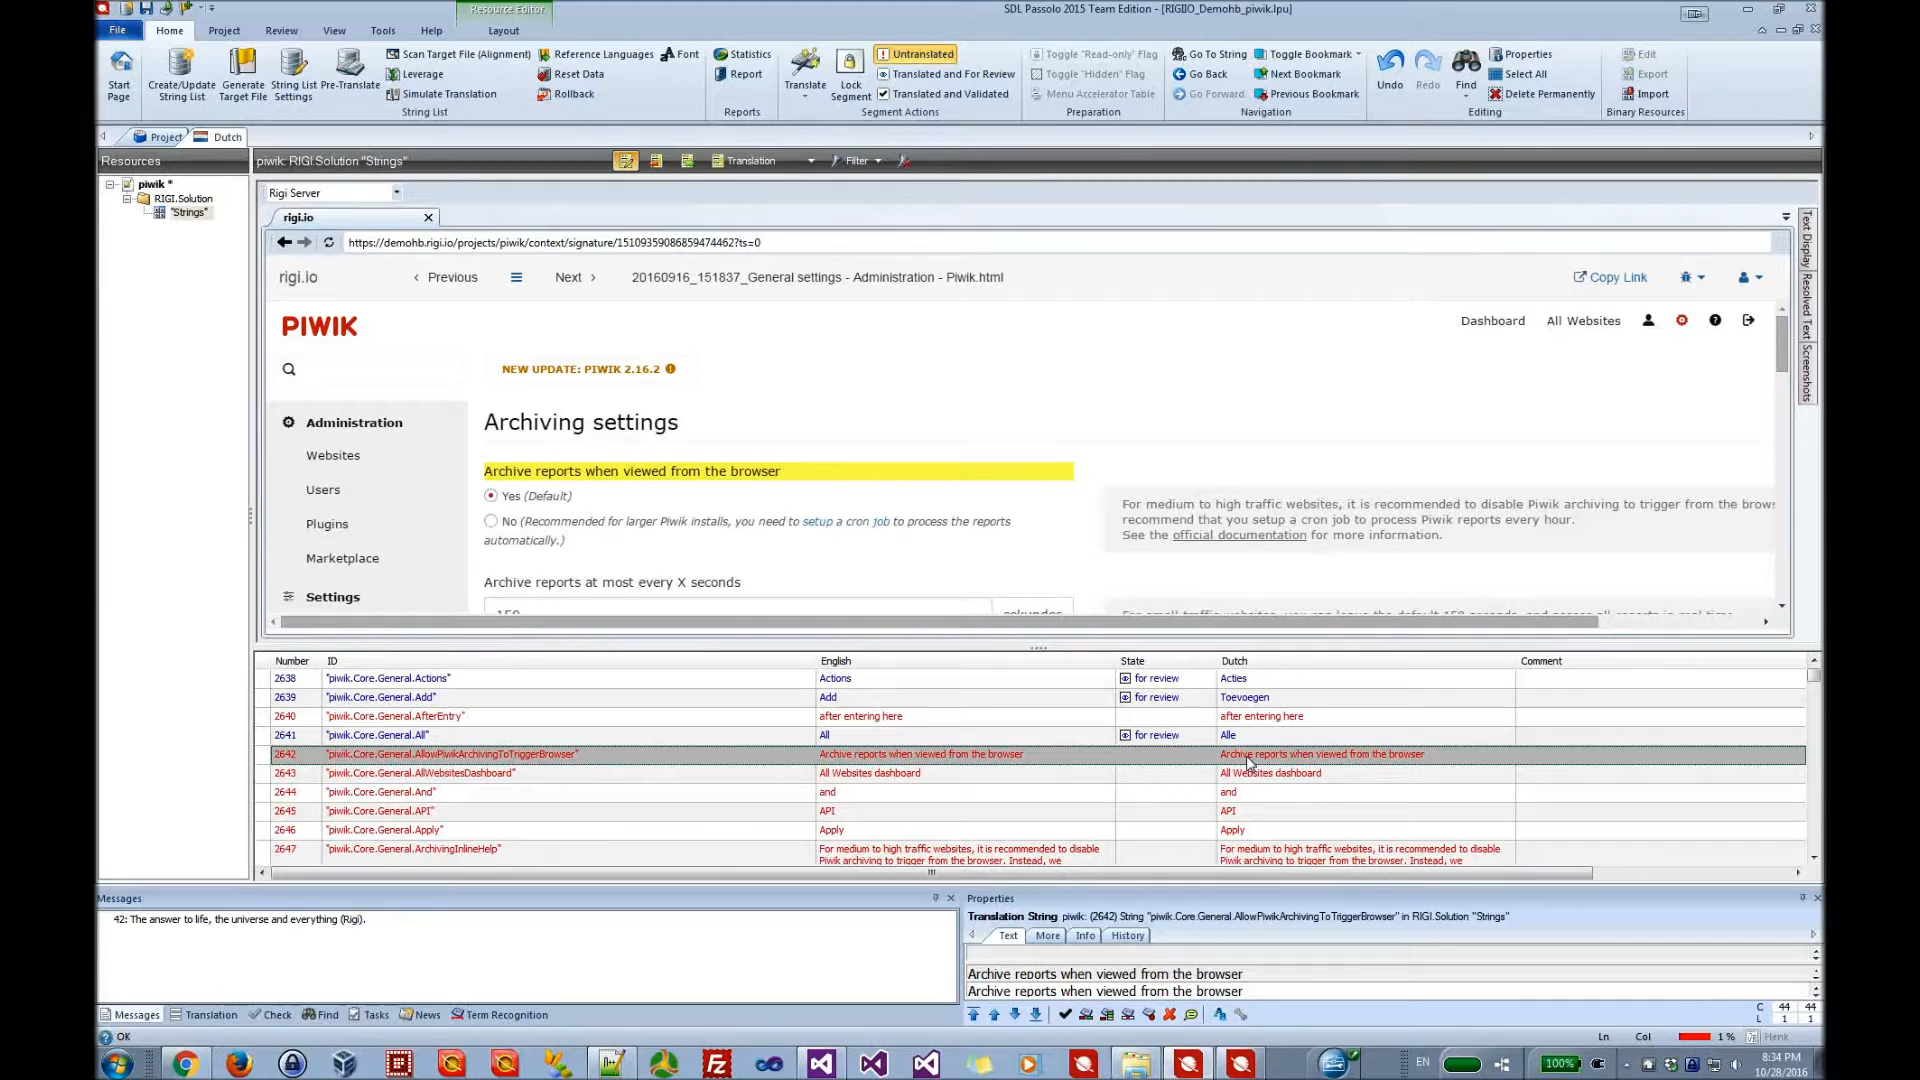 Resource Editor
SDL Passolo 2015 Team Edition - [RIGIIO_Demohb_piwik.lpu]
File Home Project Review View Tools Help Layout
Start Page
Create/Update String List
Generate Target File
String List Settings
Pre-Translate
Scan Target File (Alignment)
Leverage
Simulate Translation
Reference Languages
Reset Data
Rollback
Font
String List
Statistics
Report
Reports
Translate
Lock Segment
Untranslated
Translated and For Review
Translated and Validated
Segment Actions
Toggle "Read-only" Flag
Toggle "Hidden" Flag
Menu Accelerator Table
Preparation
Go To String
Go Back
Go Forward
Toggle Bookmark
Next Bookmark
Previous Bookmark
Navigation
Undo
Redo
Find
Properties
Select All
Delete Permanently
Editing
Edit
Export
Import
Binary Resources
Project Dutch
Resources
piwik: RIGI.Solution "Strings"
Translation
Filter
piwik *
RIGI.Solution
"Strings"
Rigi Server
rigi.io
https://demohb.rigi.io/projects/piwik/context/signature/15109359086859474462?ts=0
rigi.io
Previous
Next
20160916_151837_General settings - Administration - Piwik.html
Copy Link
Text Display
Resolved Text
Screenshots
PIWIK
Dashboard All Websites
NEW UPDATE: PIWIK 2.16.2
Administration
Websites
Users
Plugins
Marketplace
Settings
Archiving settings
Archive reports when viewed from the browser
Yes (Default)
No (Recommended for larger Piwik installs, you need to setup a cron job to process the reports
automatically.)
Archive reports at most every X seconds
150
sekundes
For medium to high traffic websites, it is recommended to disable Piwik archiving to trigger from the brows
recommend that you setup a cron job to process Piwik reports every hour.
See the official documentation for more information.
Number ID English State Dutch Comment
2638 "piwik.Core.General.Actions" Actions for review Acties
2639 "piwik.Core.General.Add" Add for review Toevoegen
2640 "piwik.Core.General.AfterEntry" after entering here after entering here
2641 "piwik.Core.General.All" All for review Alle
2642 "piwik.Core.General.AllowPiwikArchivingToTriggerBrowser" Archive reports when viewed from the browser Archive reports when viewed from the browser
2643 "piwik.Core.General.AllWebsitesDashboard" All Websites dashboard All Websites dashboard
2644 "piwik.Core.General.And" and and
2645 "piwik.Core.General.API" API API
2646 "piwik.Core.General.Apply" Apply Apply
2647 "piwik.Core.General.ArchivingInlineHelp" For medium to high traffic websites, it is recommended to disable For medium to high traffic websites, it is recommended to disable
Piwik archiving to trigger from the browser. Instead, we Piwik archiving to trigger from the browser. Instead, we
Messages
42: The answer to life, the universe and everything (Rigi).
Properties
Translation String piwik: (2642) String "piwik.Core.General.AllowPiwikArchivingToTriggerBrowser" in RIGI.Solution "Strings"
Text More Info History
Archive reports when viewed from the browser
Archive reports when viewed from the browser
Messages Translation Check Find Tasks News Term Recognition
C 44 44
L 1 1
OK
Ln Col 1 % Henk
EN
100%
8:34 PM
10/28/2016